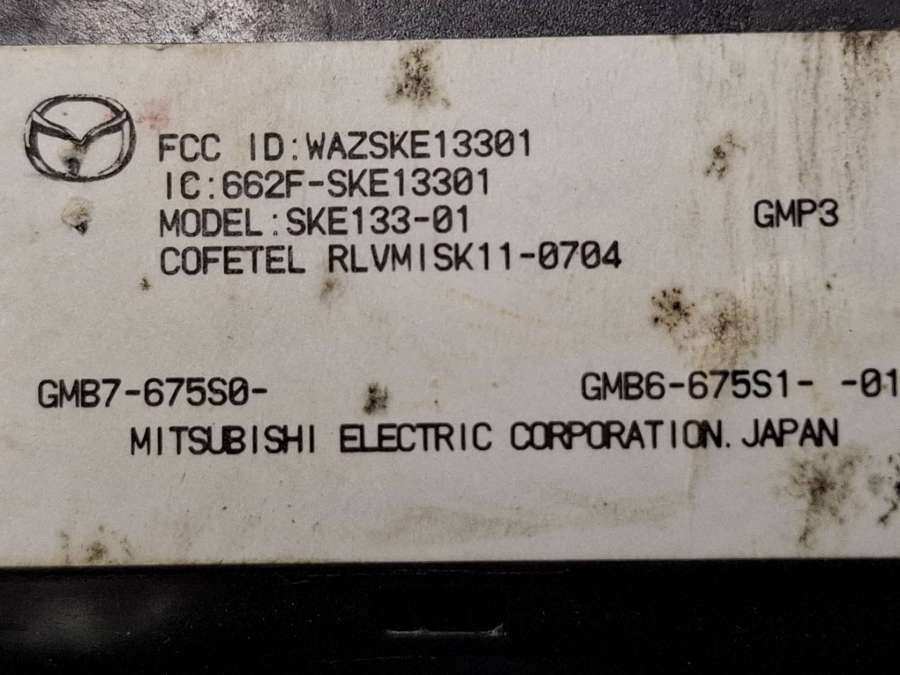 FCC ID:WAZSKE13301
IC:662F-SKE13301
MODEL:SKE133-01
GMP3
COFETEL RLVMISK11-0704
GMB7-675S0- GMB6-675S1- -01
MITSUBISHI ELECTRIC CORPORATION.JAPAN